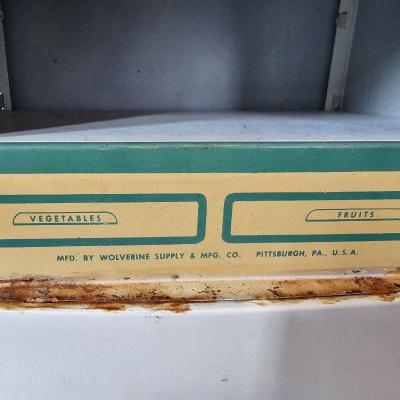 VEGETABLES FRUITS
MFD. BY WOLVERINE SUPPLY & MFG. CO. PITTSBURGH, PA., U.S.A.